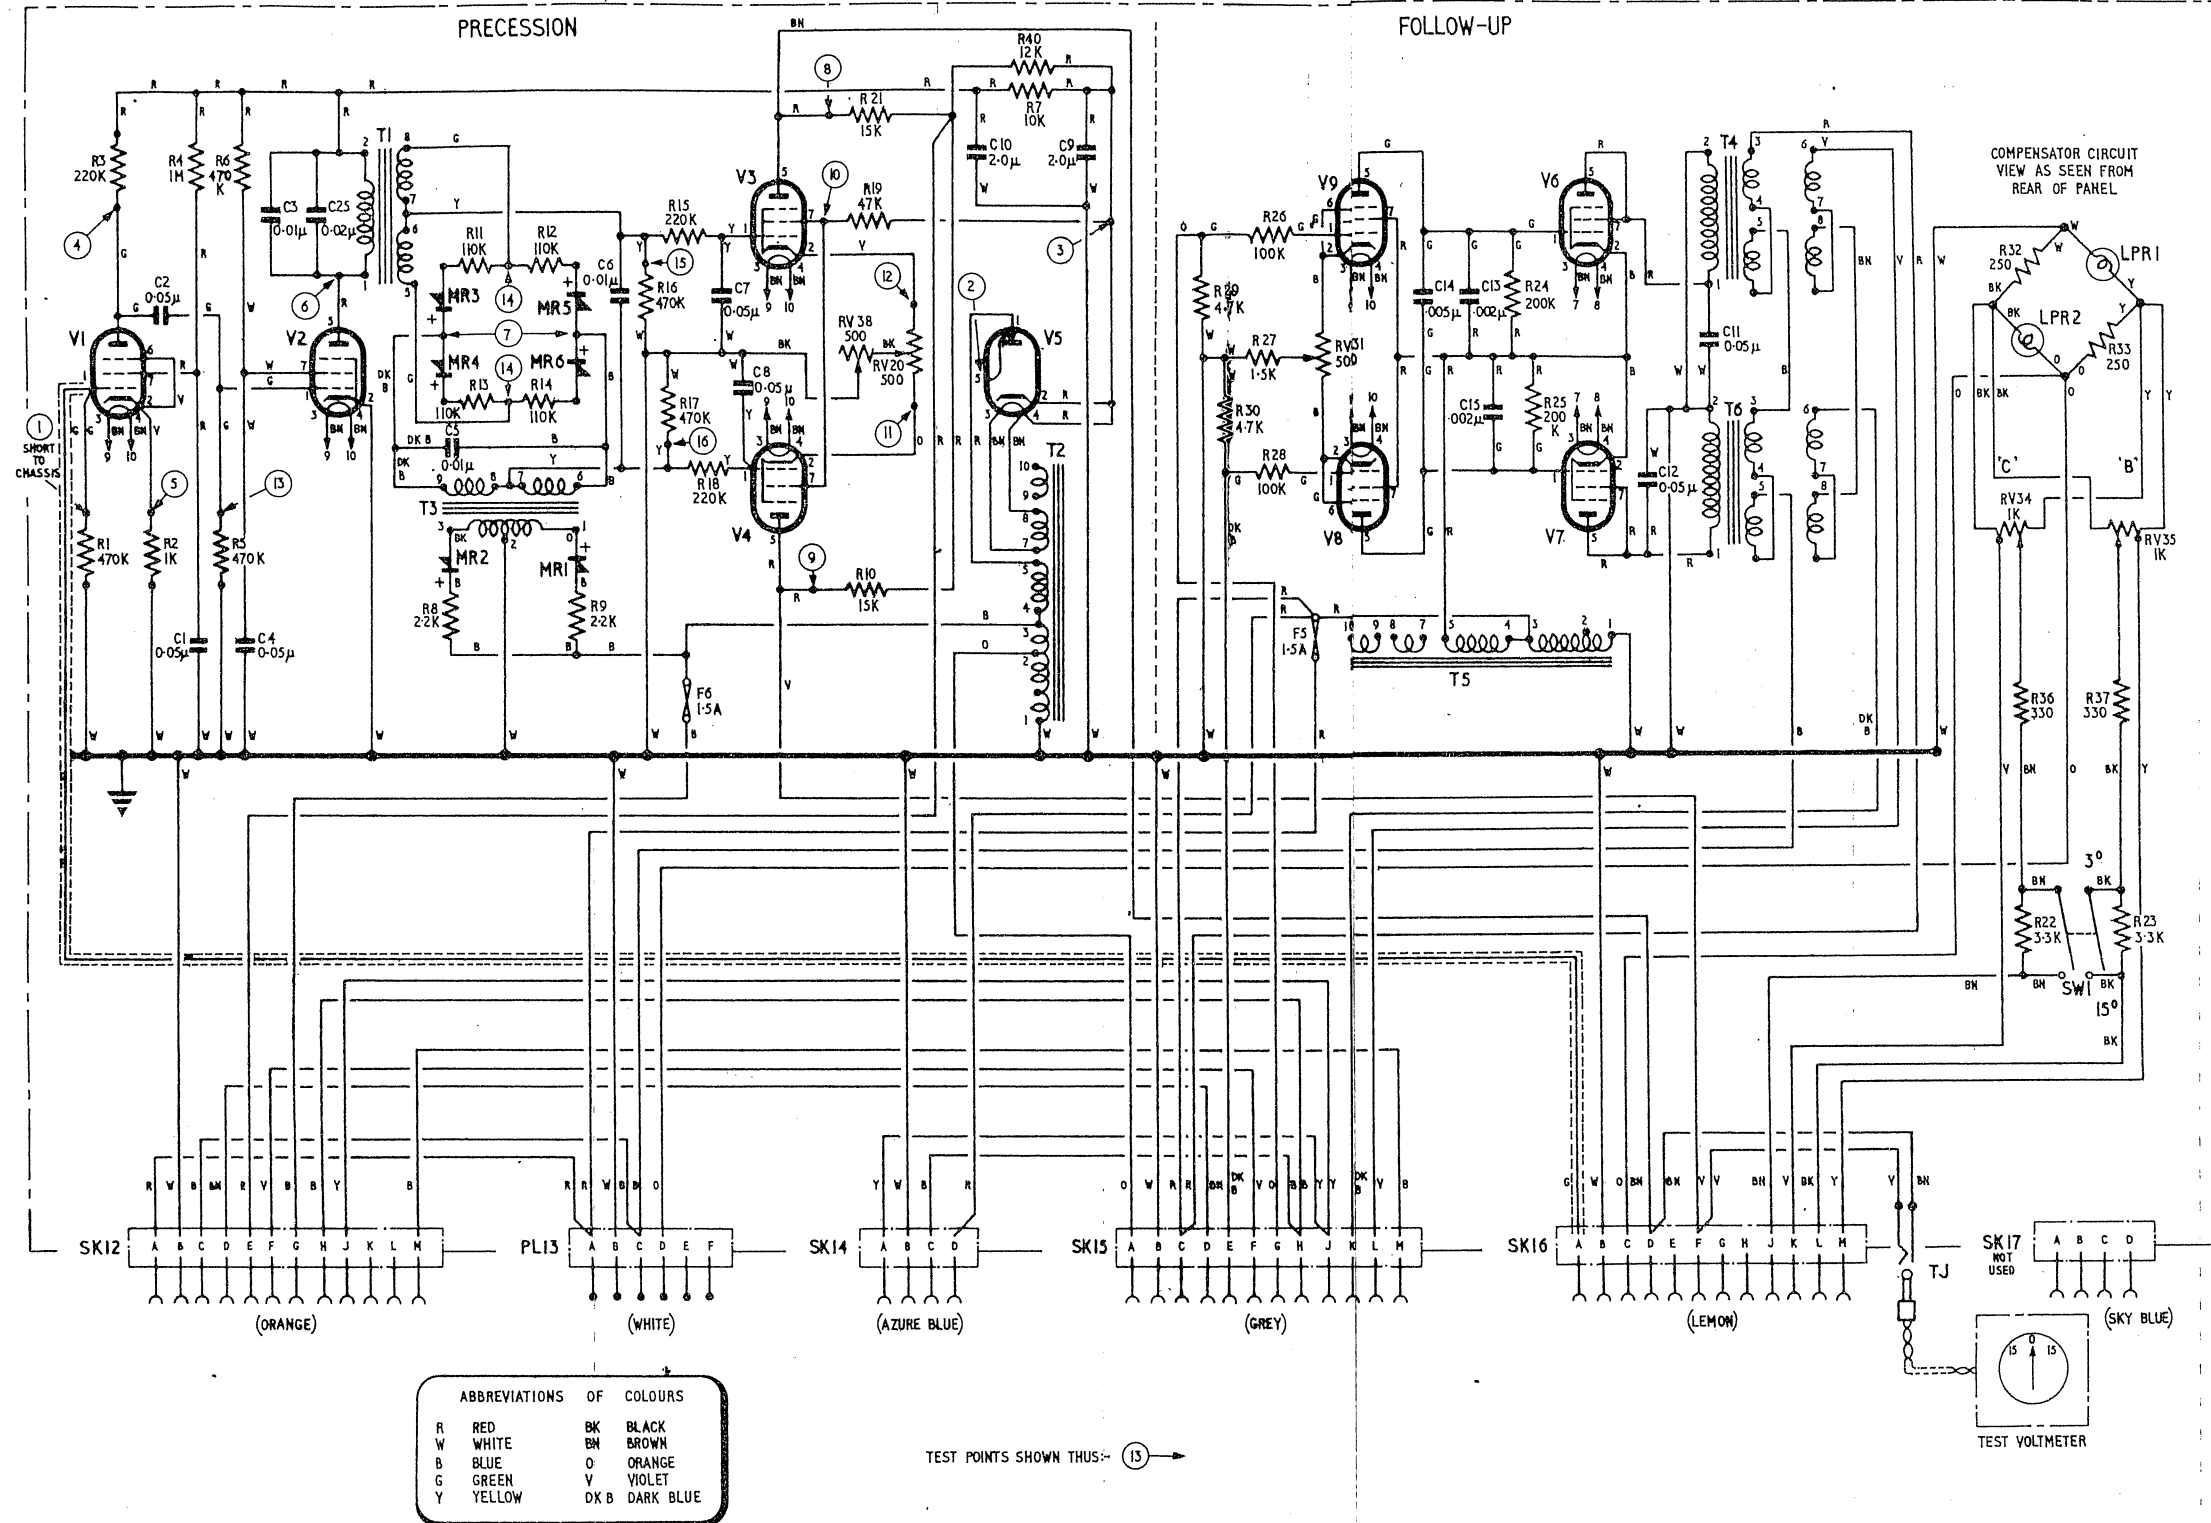 PRECESSION
FOLLOW-UP
COMPENSATOR CIRCUIT
VIEW AS SEEN FROM
REAR OF PANEL
R3
220K
R4
1M
R6
470
K
C3
0·01µ
C25
0·02µ
T1
C2
0·05µ
V1
V2
R11
110K
R12
110K
MR3
MR5
MR4
MR6
R13
110K
R14
110K
C5
0·01µ
T3
MR2
MR1
R8
2·2K
R9
2·2K
R1
470K
R2
1K
R5
470K
C1
0·05µ
C4
0·05µ
SHORT
TO
CHASSIS
C6
0·01µ
R15
220K
R16
470K
C7
0·05µ
C8
0·05µ
R17
470K
R18
220K
V3
V4
R21
15K
R19
47K
R10
15K
RV38
500
RV20
500
R40
12K
R7
10K
C10
2·0µ
C9
2·0µ
V5
T2
F6
1·5A
R26
100K
R29
4·7K
R27
1·5K
R30
4·7K
R28
100K
RV31
500
V9
V8
C14
·005µ
C13
·002µ
R24
200K
C15
·002µ
R25
200
K
V6
V7
C11
0·05µ
C12
0·05µ
T4
T6
F5
1·5A
T5
R32
250
LPR1
LPR2
R33
250
'C'
'B'
RV34
1K
RV35
1K
R36
330
R37
330
3°
R22
3·3K
R23
3·3K
SW1
15°
SK12
A B C D E F G H J K L M
(ORANGE)
PL13
A B C D E F
(WHITE)
SK14
A B C D
(AZURE BLUE)
SK15
A B C D E F G H J K L M
(GREY)
SK16
A B C D E F G H J K L M
(LEMON)
TJ
SK17
NOT
USED
A B C D
(SKY BLUE)
15 0 15
TEST VOLTMETER
ABBREVIATIONS OF COLOURS
R RED BK BLACK
W WHITE BN BROWN
B BLUE O ORANGE
G GREEN V VIOLET
Y YELLOW DK B DARK BLUE
TEST POINTS SHOWN THUS:- 13